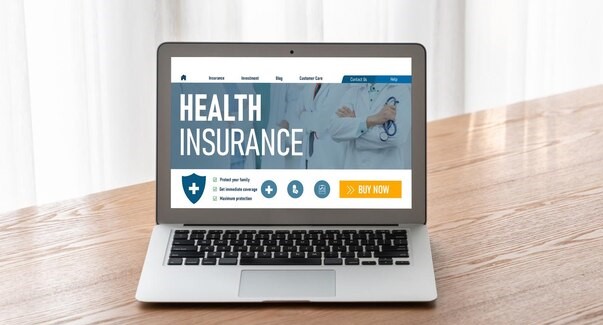 Insurance Investment Blog Customer Care Contact Us Help
HEALTH
INSURANCE
Protect your family
Get immediate coverage
Maximum protection
BUY NOW